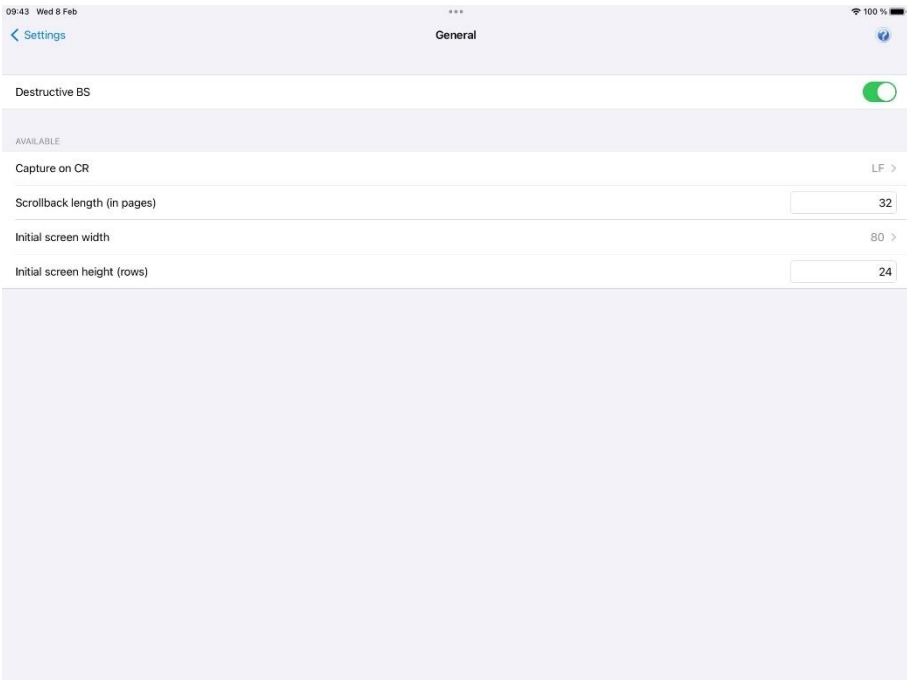 09:43 Wed 8 Feb 100 %
Settings General ?
Destructive BS
AVAILABLE
Capture on CR LF
Scrollback length (in pages) 32
Initial screen width 80
Initial screen height (rows) 24